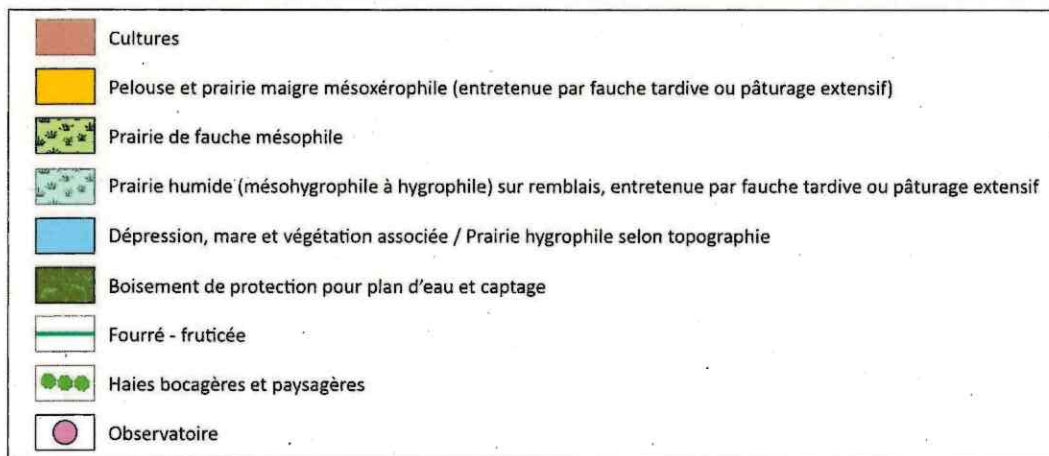 Cultures
Pelouse et prairie maigre mésoxérophile (entretenue par fauche tardive ou pâturage extensif)
Prairie de fauche mésophile
Prairie humide (mésohygrophile à hygrophile) sur remblais, entretenue par fauche tardive ou pâturage extensif
Dépression, mare et végétation associée / Prairie hygrophile selon topographie
Boisement de protection pour plan d'eau et captage
Fourré - fruticée
Haies bocagères et paysagères
Observatoire